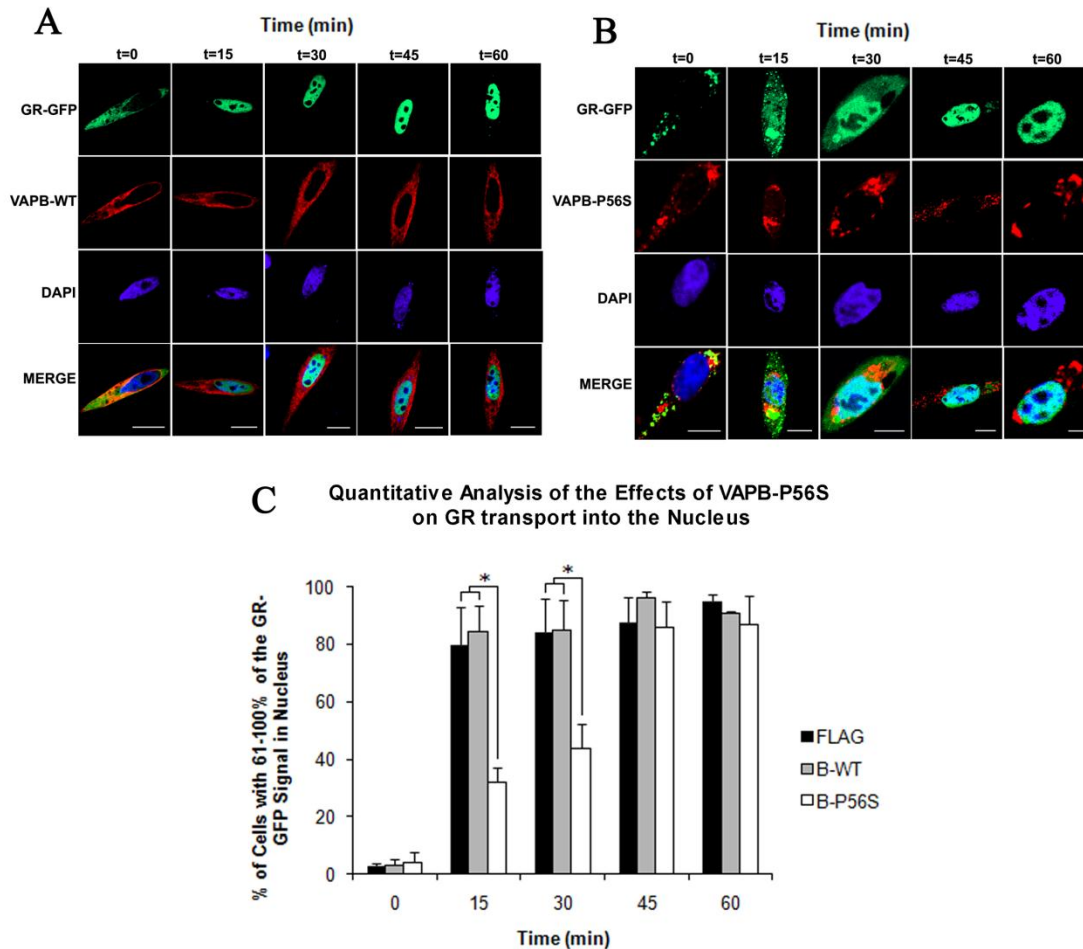 A
Time (min)
t=0 t=15 t=30 t=45 t=60
GR-GFP
VAPB-WT
DAPI
MERGE
B
Time (min)
t=0 t=15 t=30 t=45 t=60
GR-GFP
VAPB-P56S
DAPI
MERGE
C
Quantitative Analysis of the Effects of VAPB-P56S
on GR transport into the Nucleus
% of Cells with 61-100% of the GR-
GFP Signal in Nucleus
100
80
60
40
20
0
* *
0 15 30 45 60
Time (min)
FLAG
B-WT
B-P56S